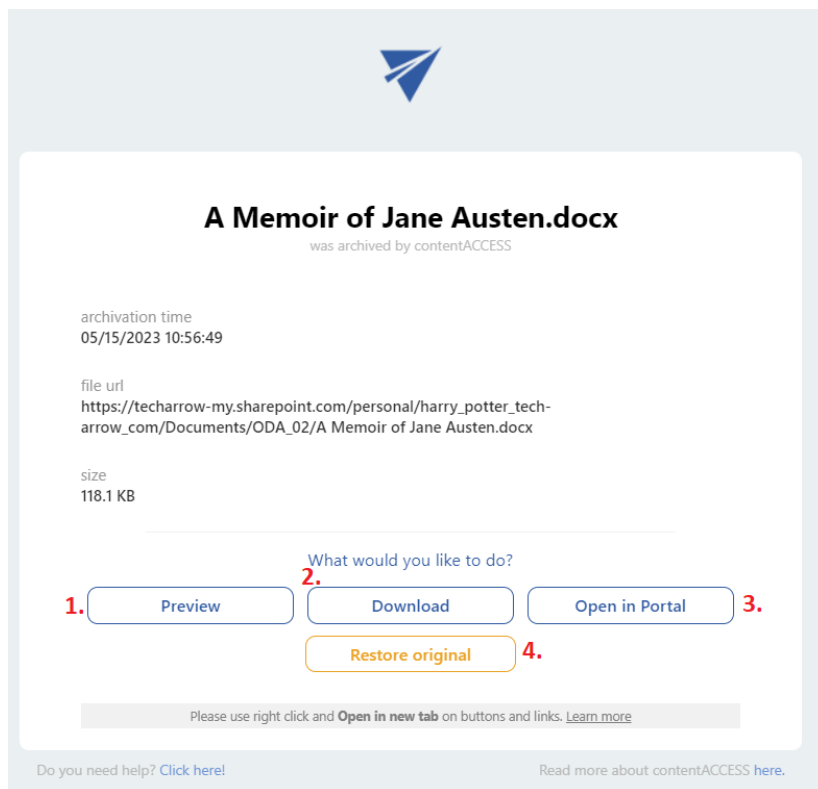 A Memoir of Jane Austen.docx
was archived by contentACCESS
archivation time
05/15/2023 10:56:49
file url
https://techarrow-my.sharepoint.com/personal/harry_potter_tech-
arrow_com/Documents/ODA_02/A Memoir of Jane Austen.docx
size
118.1 KB
What would you like to do?
1. Preview 2. Download Open in Portal 3.
Restore original 4.
Please use right click and Open in new tab on buttons and links. Learn more
Do you need help? Click here! Read more about contentACCESS here.